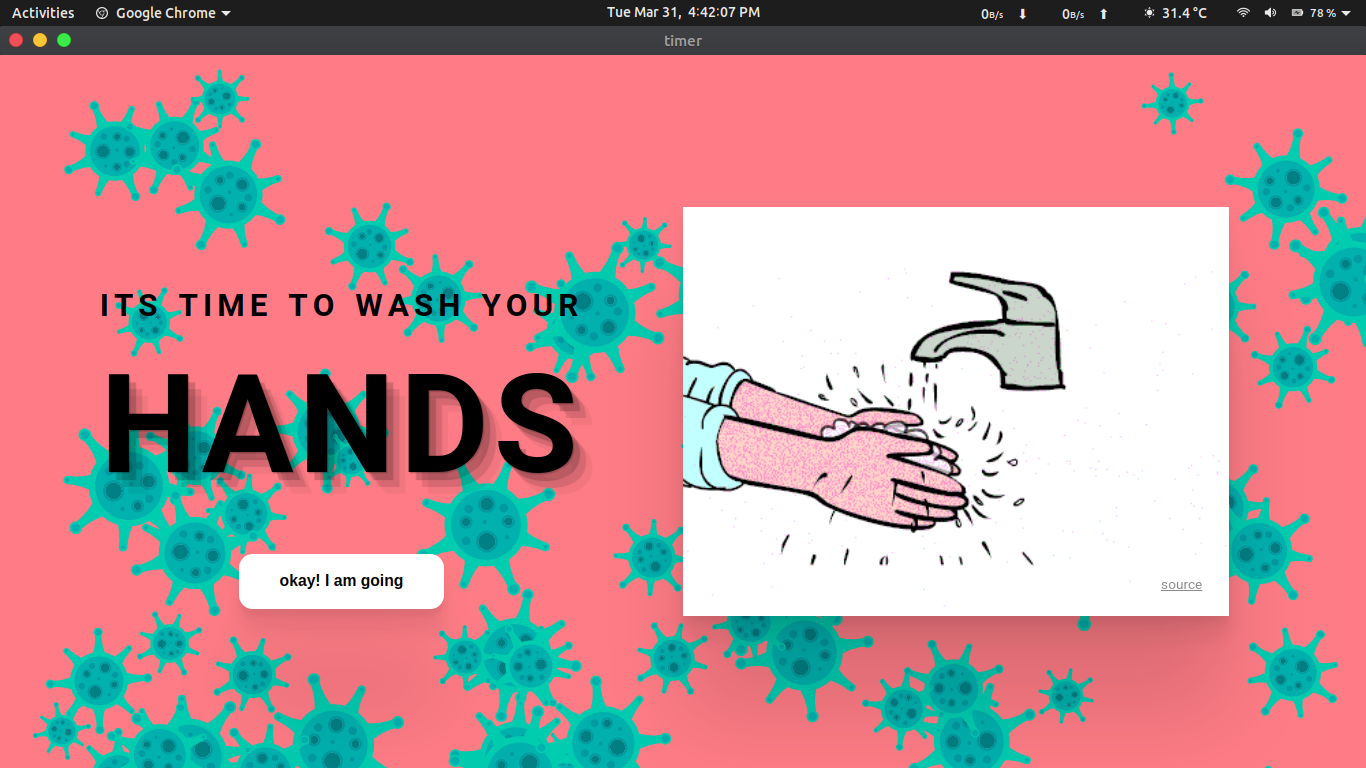 Activities Google Chrome Tue Mar 31, 4:42:07 PM 0B/s 0B/s 31.4 °C 78 %
timer
ITS TIME TO WASH YOUR
HANDS
okay! I am going
source